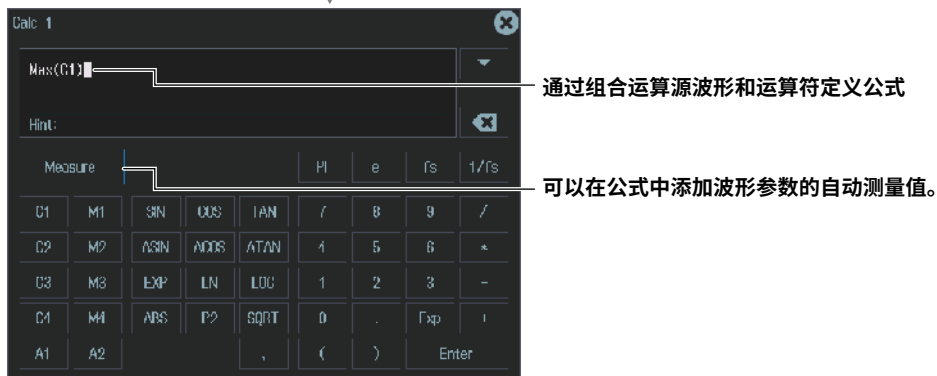 Calc 1
Max(C1)
通过组合运算源波形和运算符定义公式
Hint:
Measure PI e fs 1/fs
可以在公式中添加波形参数的自动测量值。
C1 M1 SIN COS TAN 7 8 9 /
C2 M2 ASIN ACOS ATAN 4 5 6 *
C3 M3 EXP LN LOG 1 2 3 -
C4 M4 ABS P2 SQRT 0 . Exp +
A1 A2 , ( ) Enter